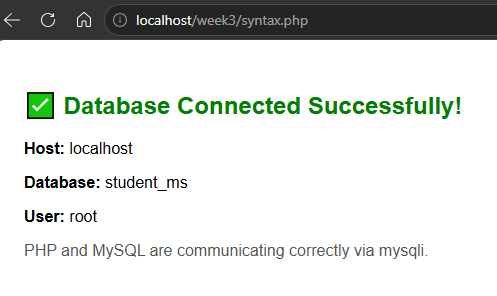 localhost/week3/syntax.php
✅ Database Connected Successfully!
Host: localhost
Database: student_ms
User: root
PHP and MySQL are communicating correctly via mysqli.